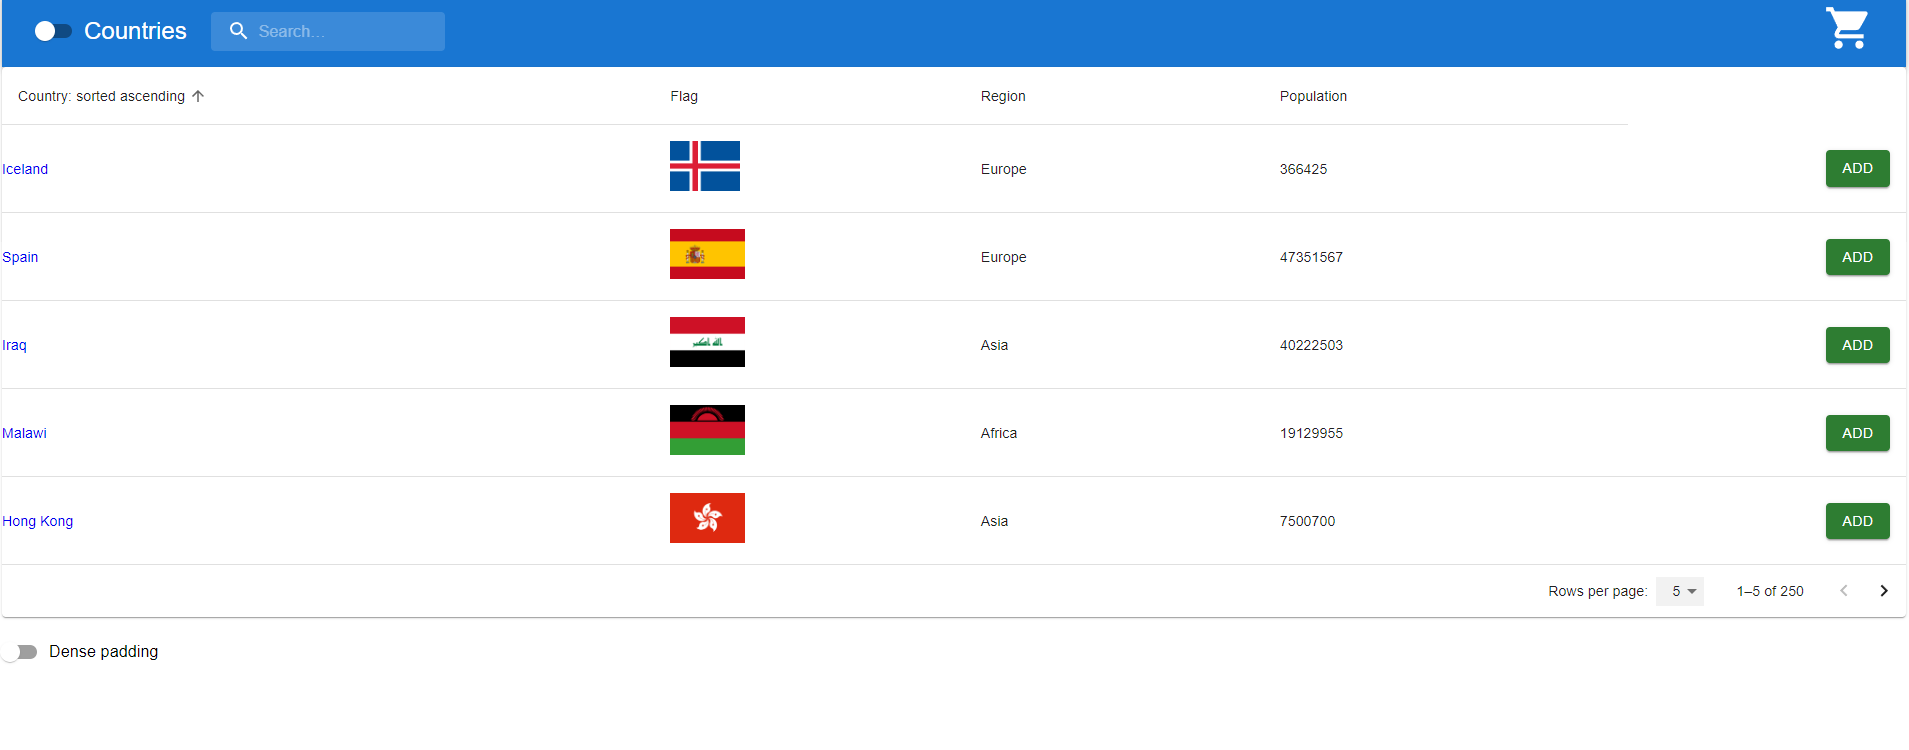 Countries Search...
Country: sorted ascending Flag Region Population
Iceland Europe 366425 ADD
Spain Europe 47351567 ADD
Iraq الله اكبر Asia 40222503 ADD
Malawi Africa 19129955 ADD
Hong Kong Asia 7500700 ADD
Rows per page: 5 1–5 of 250
Dense padding